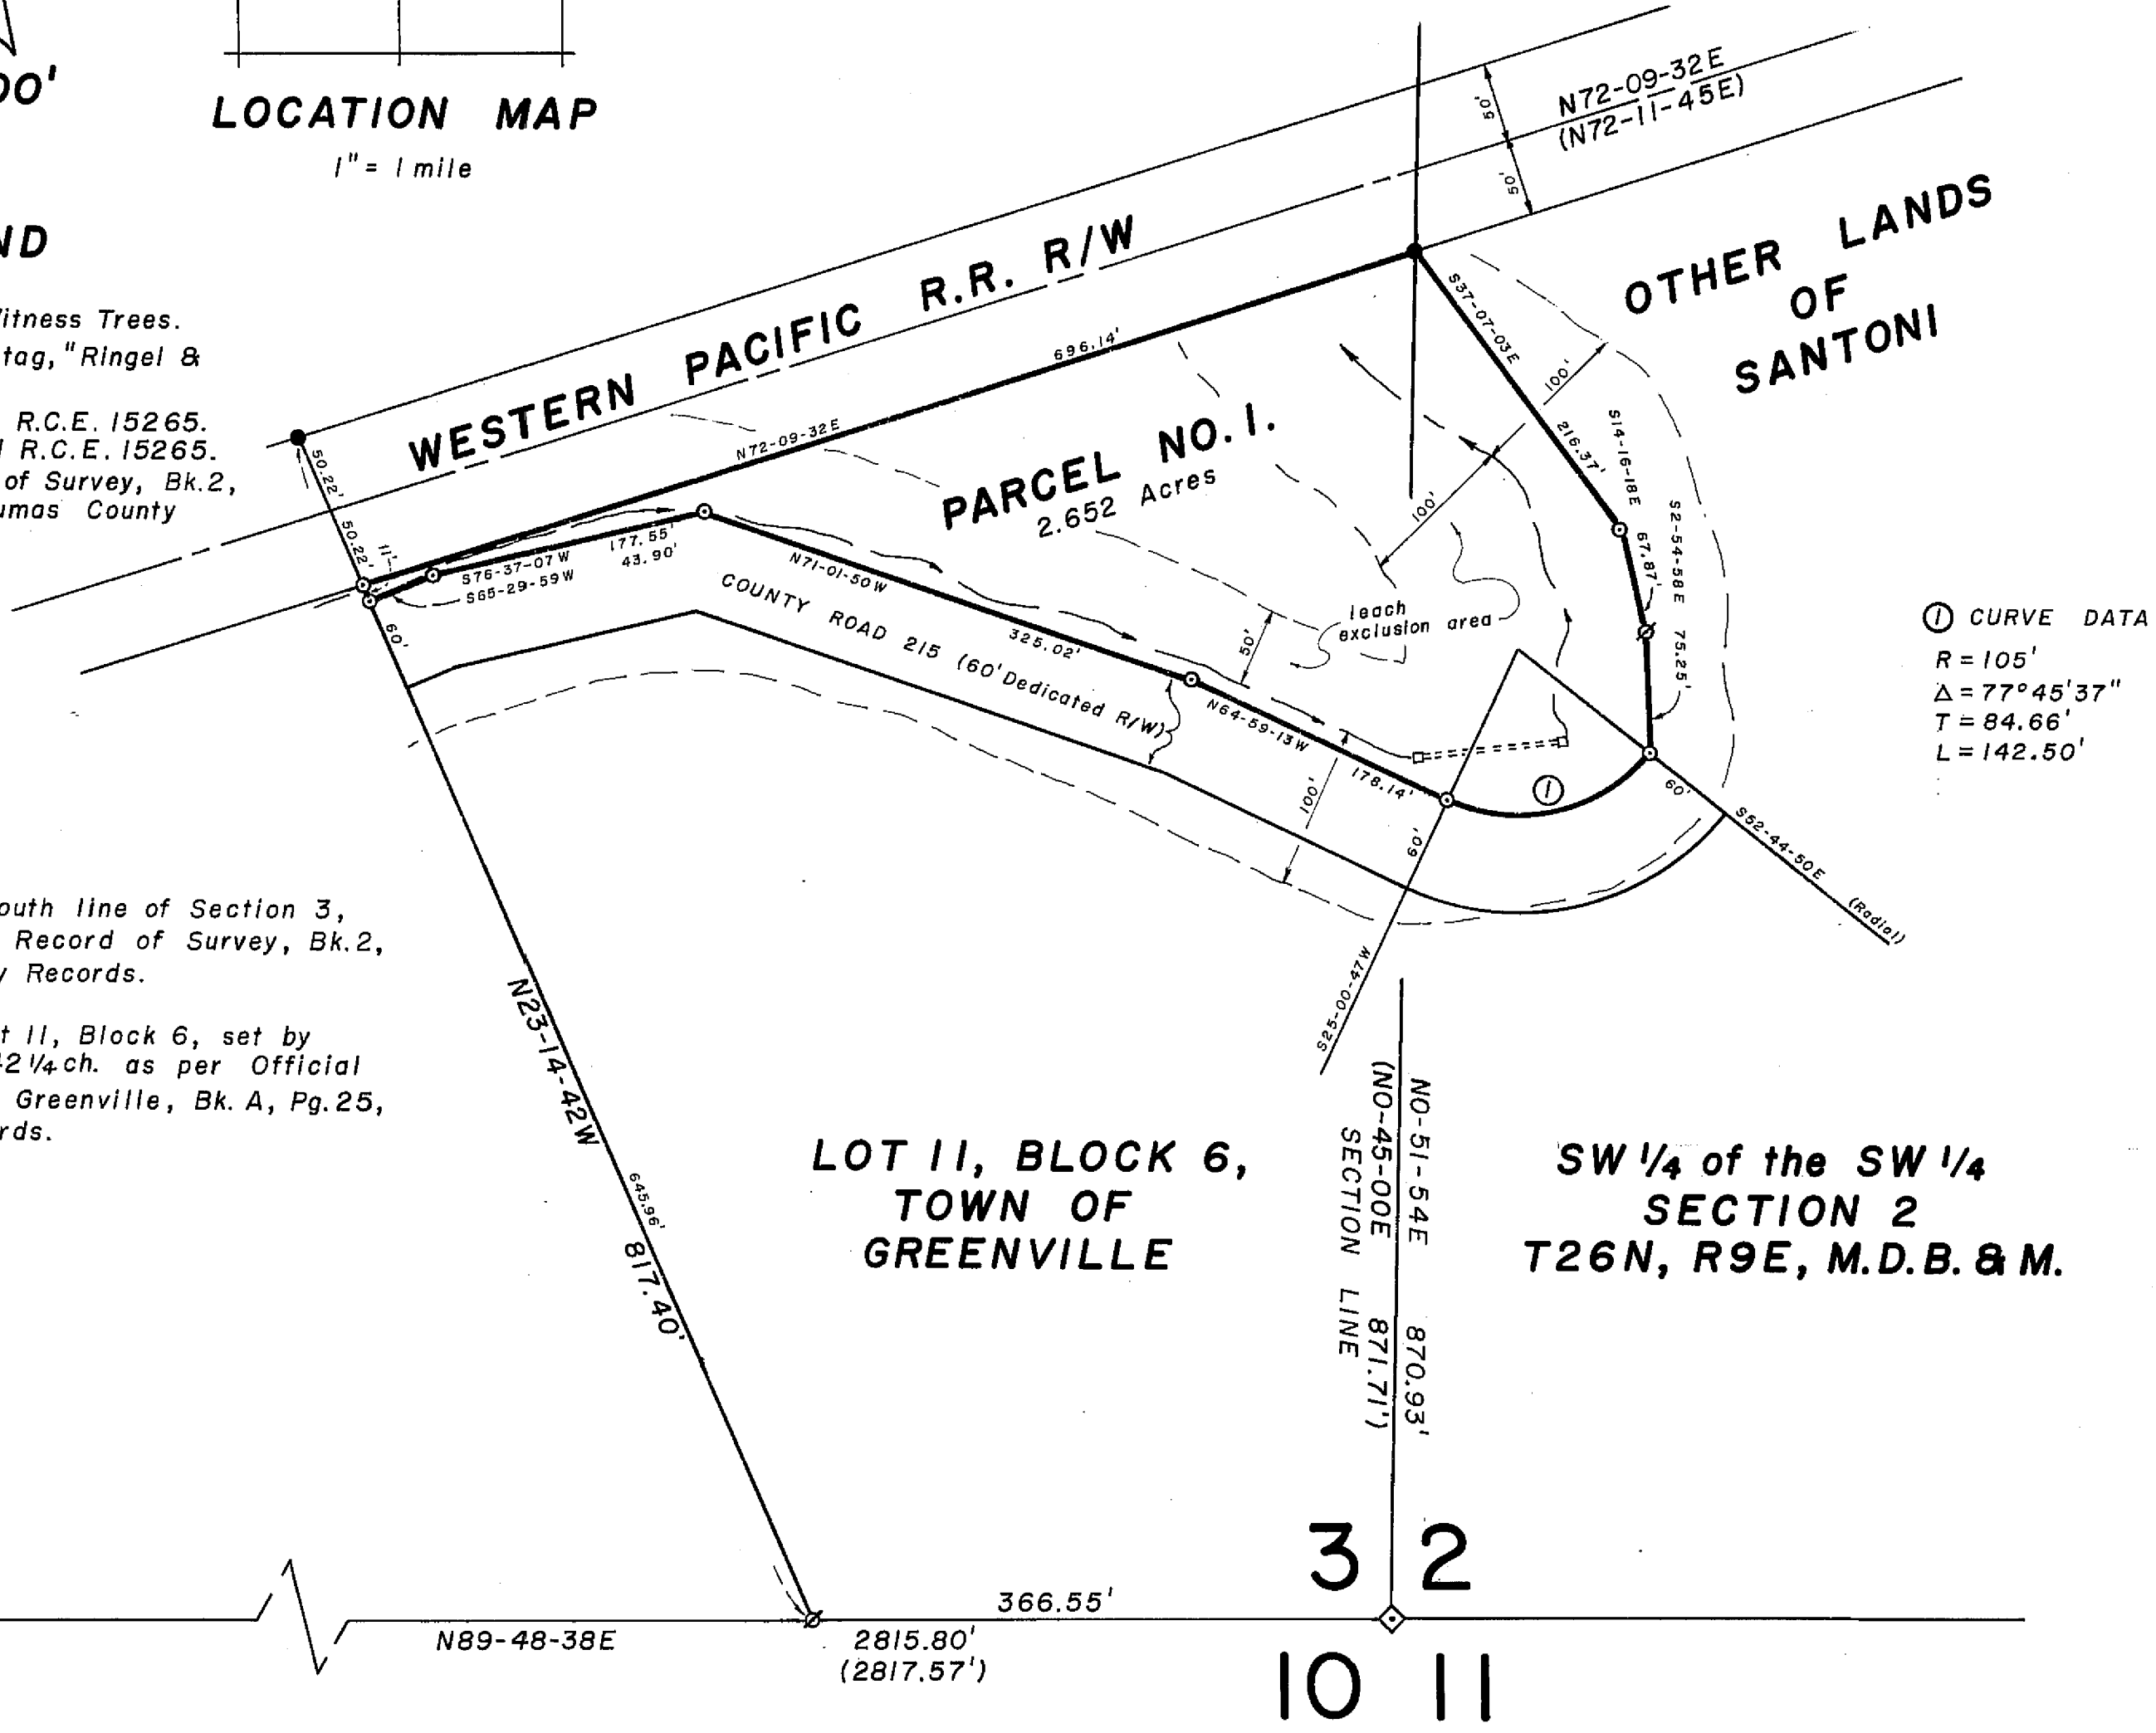 00'
LOCATION MAP
1" = 1 mile
ND
Witness Trees.
tag, "Ringel &
R.C.E. 15265.
R.C.E. 15265.
of Survey, Bk.2,
umas County
WESTERN PACIFIC R.R. R/W
N72-09-32E
(N72-11-45E)
50'
50'
OTHER LANDS
OF
SANTONI
696.14'
N72-09-32E
PARCEL NO. 1.
2.652 Acres
S37-07-03E
216.37'
100'
100'
S14-16-18E
67.87'
S2-54-58E
75.25'
50.22'
50.22'
11'
60'
S76-37-07W
177.55'
S65-29-59W
43.90'
N71-01-50W
325.02'
COUNTY ROAD 215 (60' Dedicated R/W)
leach
exclusion area
50'
N64-59-13W
178.14'
100'
1
60'
60'
S52-44-50E
(Radial)
S25-00-47W
1 CURVE DATA
R = 105'
Δ = 77°45'37"
T = 84.66'
L = 142.50'
outh line of Section 3,
Record of Survey, Bk.2,
y Records.
t 11, Block 6, set by
42 1/4 ch. as per Official
Greenville, Bk. A, Pg.25,
rds.
N23-14-42W
645.96'
817.40'
LOT 11, BLOCK 6,
TOWN OF
GREENVILLE
N0-51-54E 870.93'
(N0-45-00E 871.71')
SECTION LINE
SW 1/4 of the SW 1/4
SECTION 2
T26N, R9E, M.D.B. & M.
3 2
366.55'
N89-48-38E
2815.80'
(2817.57')
10 11